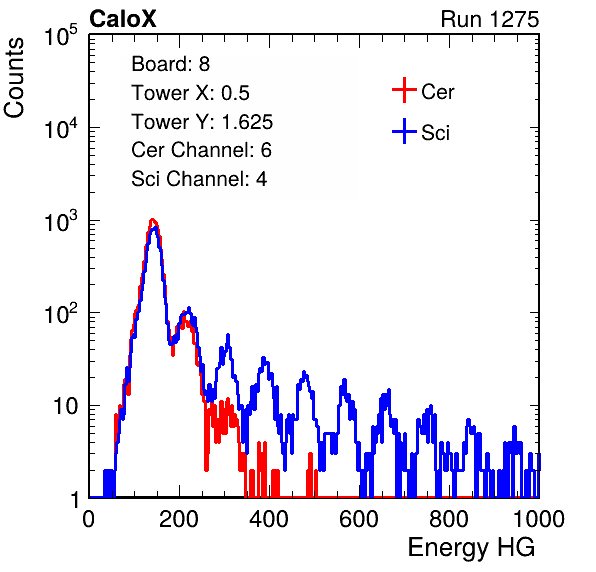 CaloX Run 1275
Counts
10^5
10^4
10^3
10^2
10
1
Board: 8
Tower X: 0.5
Tower Y: 1.625
Cer Channel: 6
Sci Channel: 4
Cer
Sci
0 200 400 600 800 1000
Energy HG